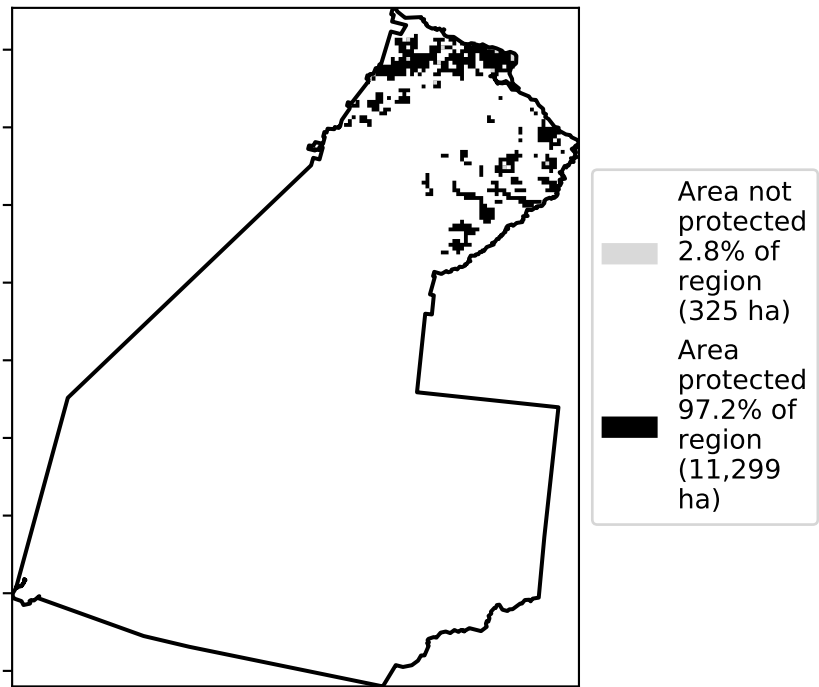 Area not
protected
2.8% of
region
(325 ha)
Area
protected
97.2% of
region
(11,299
ha)